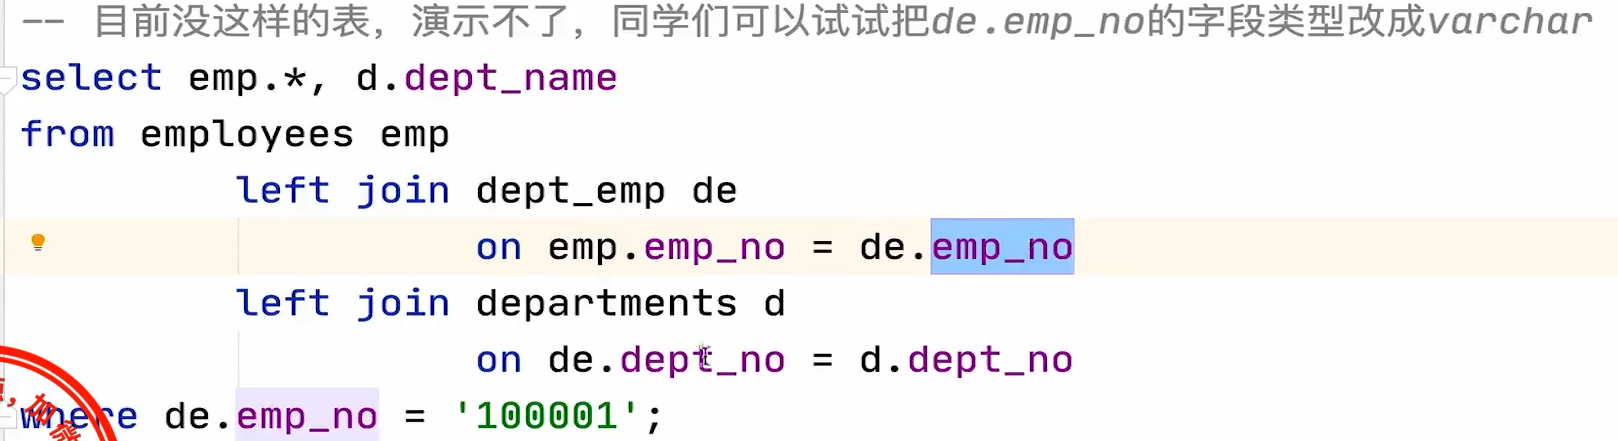 -- 目前没这样的表，演示不了，同学们可以试试把de.emp_no的字段类型改成varchar
select emp.*, d.dept_name
from employees emp
left join dept_emp de
on emp.emp_no = de.emp_no
left join departments d
on de.dept_no = d.dept_no
where de.emp_no = '100001';
，加微